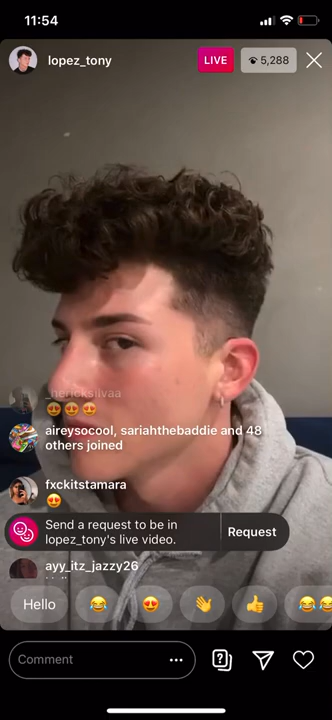 11:54
lopez_tony
LIVE
5,288
_nericksilvaa
😍😍😍
aireysocool, sariahthebaddie and 48
others joined
fxckitstamara
😍
Send a request to be in
lopez_tony's live video.
Request
ayy_itz_jazzy26
Hello
😂
😍
👋
👍
😂😂
Comment